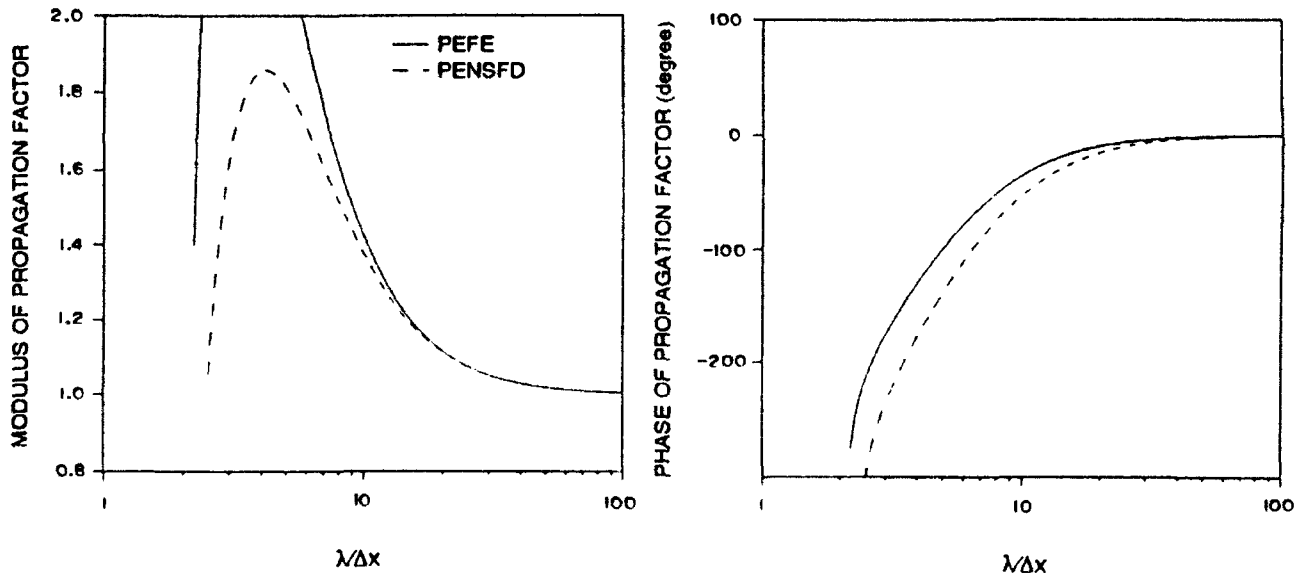 MODULUS OF PROPAGATION FACTOR
2.0
1.8
1.6
1.4
1.2
1.0
0.8
1
10
100
λ/Δx
PEFE
PENSFD
PHASE OF PROPAGATION FACTOR (degree)
100
0
-100
-200
1
10
100
λ/Δx